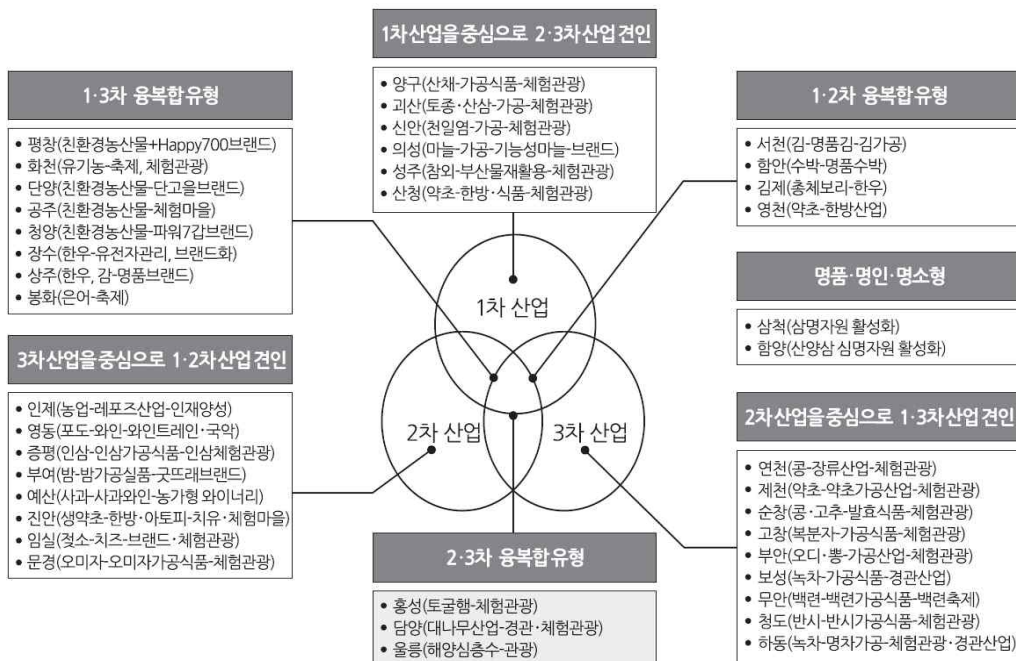 1차산업을중심으로 2·3차산업견인
• 양구(산채-가공식품-체험관광)
• 괴산(토종·산삼-가공-체험관광)
• 신안(천일염-가공-체험관광)
• 의성(마늘-가공-기능성마늘-브랜드)
• 성주(참외-부산물재활용-체험관광)
• 산청(약초-한방·식품-체험관광)
1·3차 융복합유형
• 평창(친환경농산물+Happy700브랜드)
• 화천(유기농-축제, 체험관광)
• 단양(친환경농산물-단고을브랜드)
• 공주(친환경농산물-체험마을)
• 청양(친환경농산물-파워7갑브랜드)
• 장수(한우-유전자관리, 브랜드화)
• 상주(한우, 감-명품브랜드)
• 봉화(은어-축제)
1·2차 융복합유형
• 서천(김-명품김-김가공)
• 함안(수박-명품수박)
• 김제(총체보리-한우)
• 영천(약초-한방산업)
명품·명인·명소형
• 삼척(삼명자원 활성화)
• 함양(산양삼 심명자원 활성화)
1차 산업
2차 산업
3차 산업
3차산업을중심으로 1·2차산업견인
• 인제(농업-레포즈산업-인재양성)
• 영동(포도-와인-와인트레인·국악)
• 증평(인삼-인삼가공식품-인삼체험관광)
• 부여(밤-밤가공실품-굿뜨래브랜드)
• 예산(사과-사과와인-농가형 와이너리)
• 진안(생약초-한방·아토피-치유·체험마을)
• 임실(젖소-치즈-브랜드·체험관광)
• 문경(오미자-오미자가공식품-체험관광)
2·3차 융복합유형
• 홍성(토굴햄-체험관광)
• 담양(대나무산업-경관·체험관광)
• 울릉(해양심층수-관광)
2차산업을중심으로 1·3차산업견인
• 연천(콩-장류산업-체험관광)
• 제천(약초-약초가공산업-체험관광)
• 순창(콩·고추-발효식품-체험관광)
• 고창(복분자-가공식품-체험관광)
• 부안(오디·뽕-가공산업-체험관광)
• 보성(녹차-가공식품-경관산업)
• 무안(백련-백련가공식품-백련축제)
• 청도(반시-반시가공식품-체험관광)
• 하동(녹차-명차가공-체험관광·경관산업)